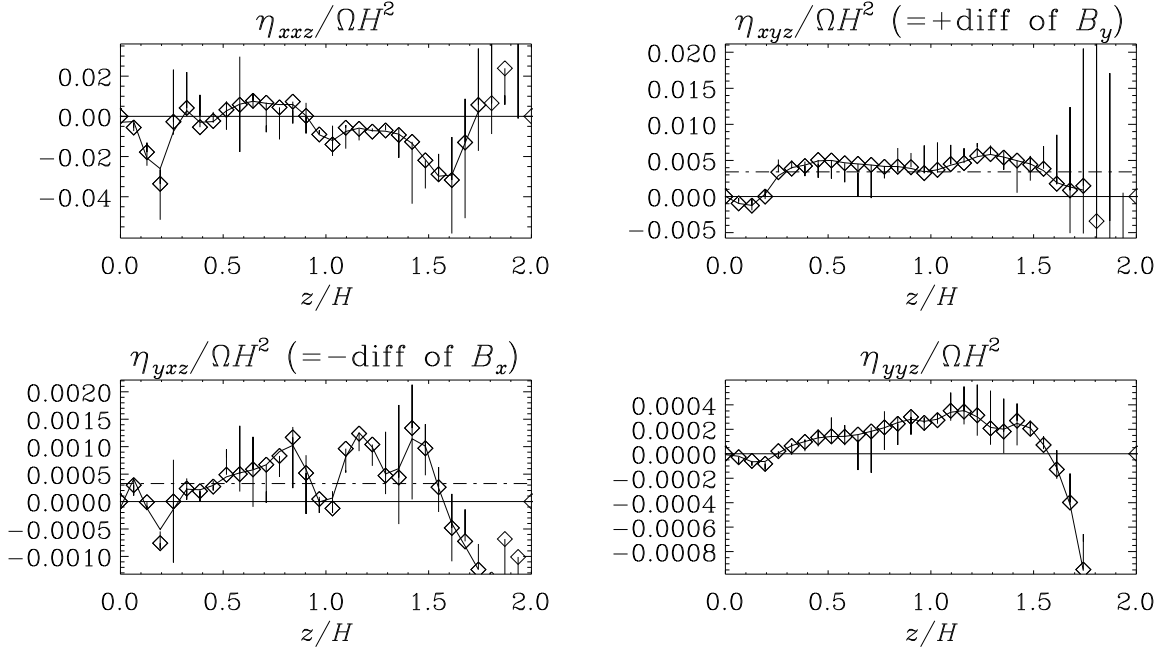 η_xxz/ΩH²
0.02
0.00
−0.02
−0.04
0.0 0.5 1.0 1.5 2.0
z/H
η_xyz/ΩH² (=+diff of B_y)
0.020
0.015
0.010
0.005
0.000
−0.005
0.0 0.5 1.0 1.5 2.0
z/H
η_yxz/ΩH² (=−diff of B_x)
0.0020
0.0015
0.0010
0.0005
0.0000
−0.0005
−0.0010
0.0 0.5 1.0 1.5 2.0
z/H
η_yyz/ΩH²
0.0004
0.0002
0.0000
−0.0002
−0.0004
−0.0006
−0.0008
0.0 0.5 1.0 1.5 2.0
z/H